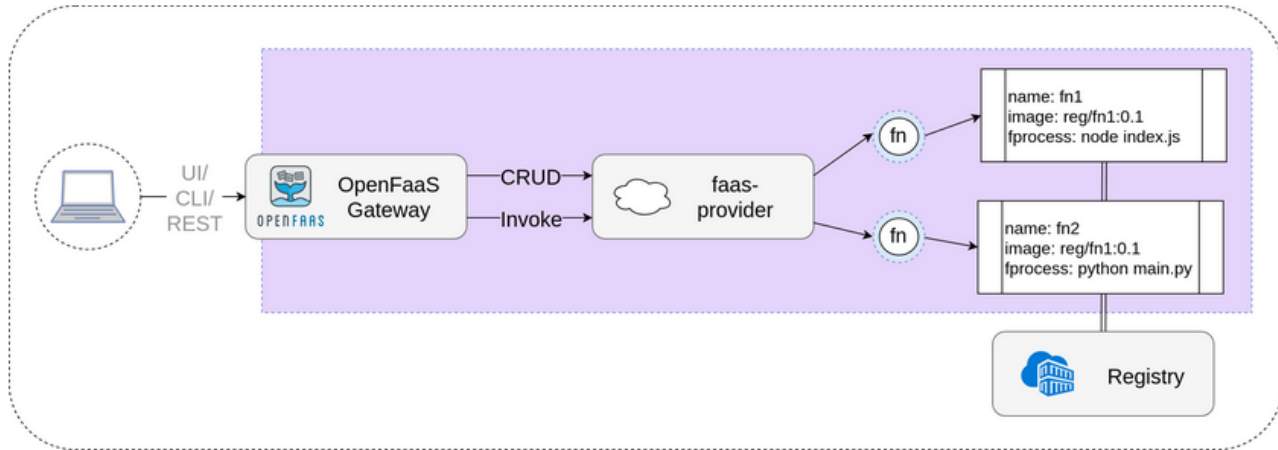 UI/
CLI/
REST
OPENFAAS
OpenFaaS
Gateway
CRUD
Invoke
faas-
provider
fn
fn
name: fn1
image: reg/fn1:0.1
fprocess: node index.js
name: fn2
image: reg/fn1:0.1
fprocess: python main.py
Registry